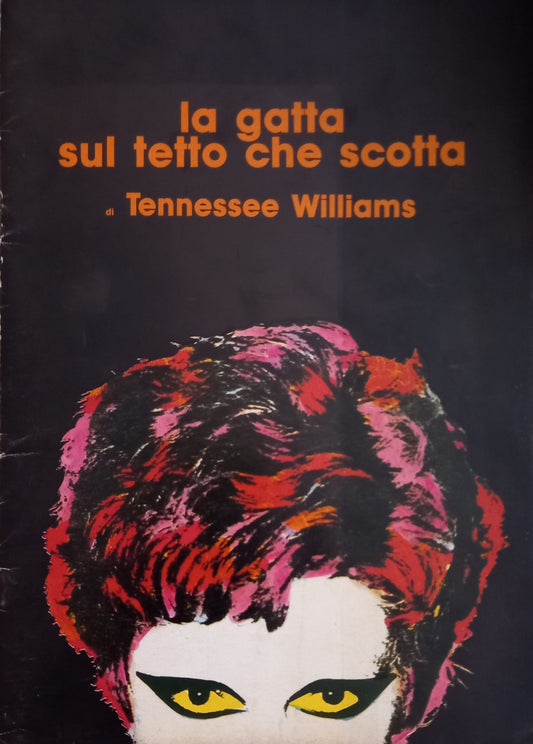 la gatta
sul tetto che scotta
di Tennessee Williams